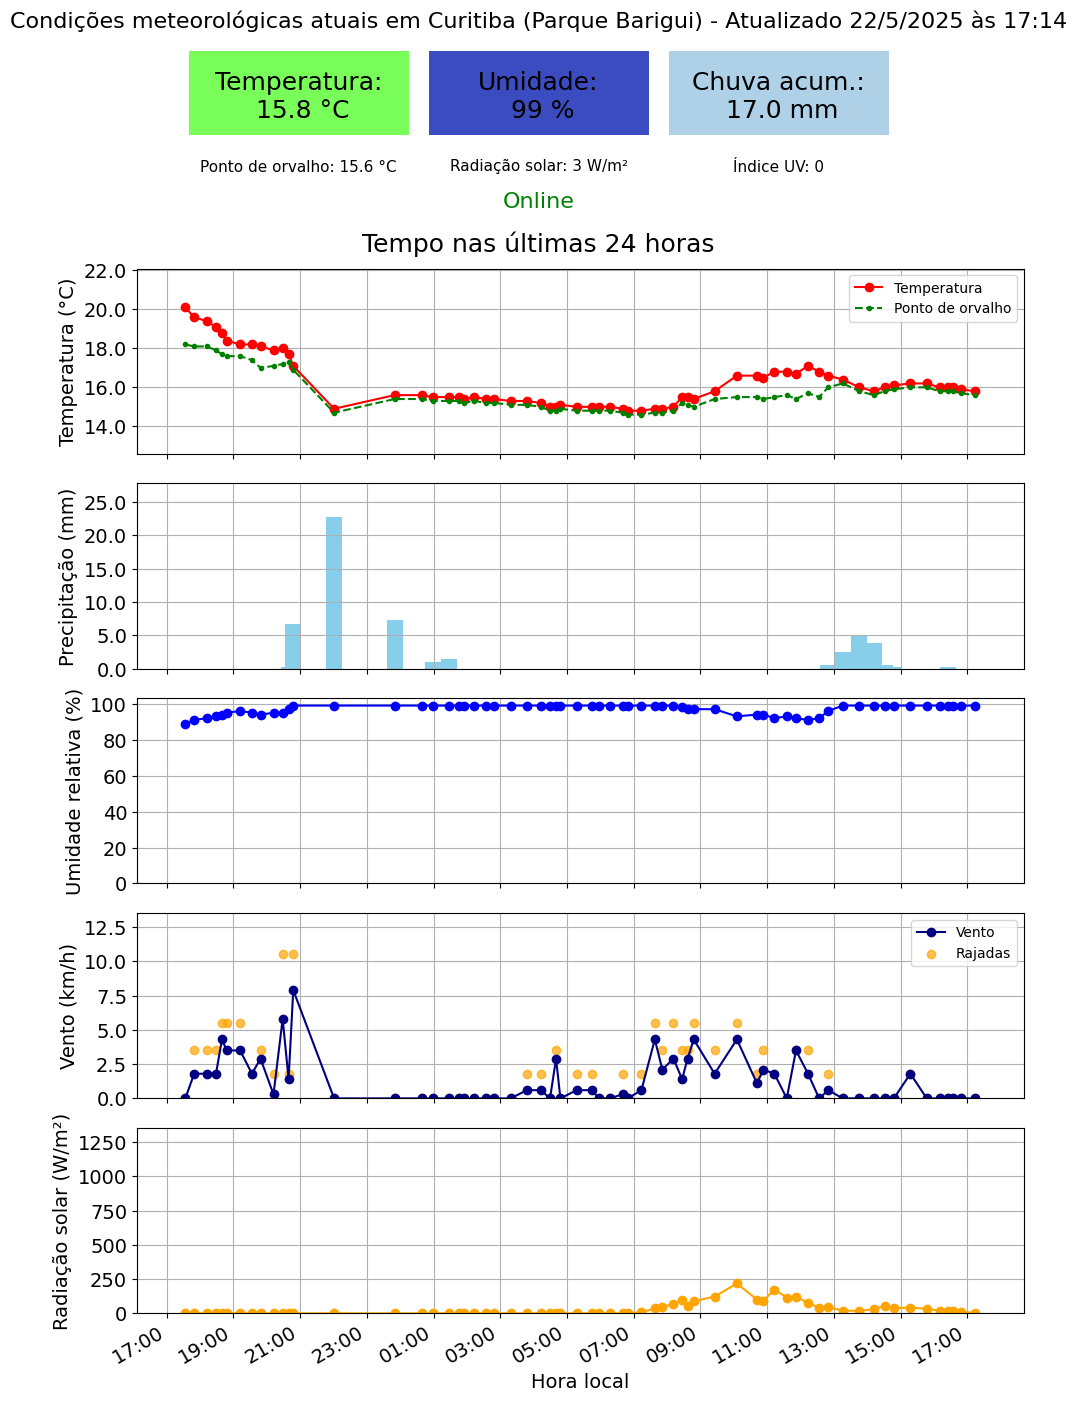 Condições meteorológicas atuais em Curitiba (Parque Barigui) - Atualizado 22/5/2025 às 17:14
Temperatura:
15.8 °C
Umidade:
99 %
Chuva acum.:
17.0 mm
Ponto de orvalho: 15.6 °C
Radiação solar: 3 W/m²
Índice UV: 0
Online
Tempo nas últimas 24 horas
Temperatura (°C)
22.0
20.0
18.0
16.0
14.0
Temperatura
Ponto de orvalho
Precipitação (mm)
25.0
20.0
15.0
10.0
5.0
0.0
Umidade relativa (%)
100
80
60
40
20
0
Vento (km/h)
12.5
10.0
7.5
5.0
2.5
0.0
Vento
Rajadas
Radiação solar (W/m²)
1250
1000
750
500
250
0
17:00
19:00
21:00
23:00
01:00
03:00
05:00
07:00
09:00
11:00
13:00
15:00
17:00
Hora local